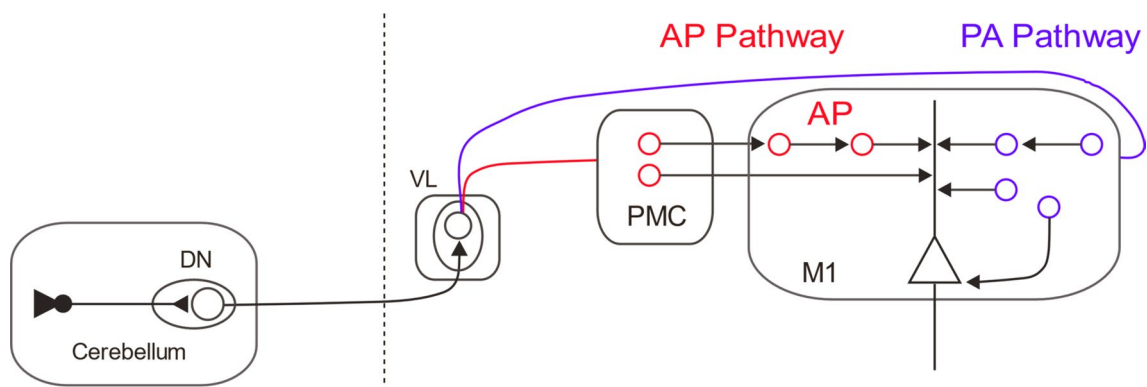 AP Pathway
PA Pathway
AP
VL
PMC
M1
DN
Cerebellum